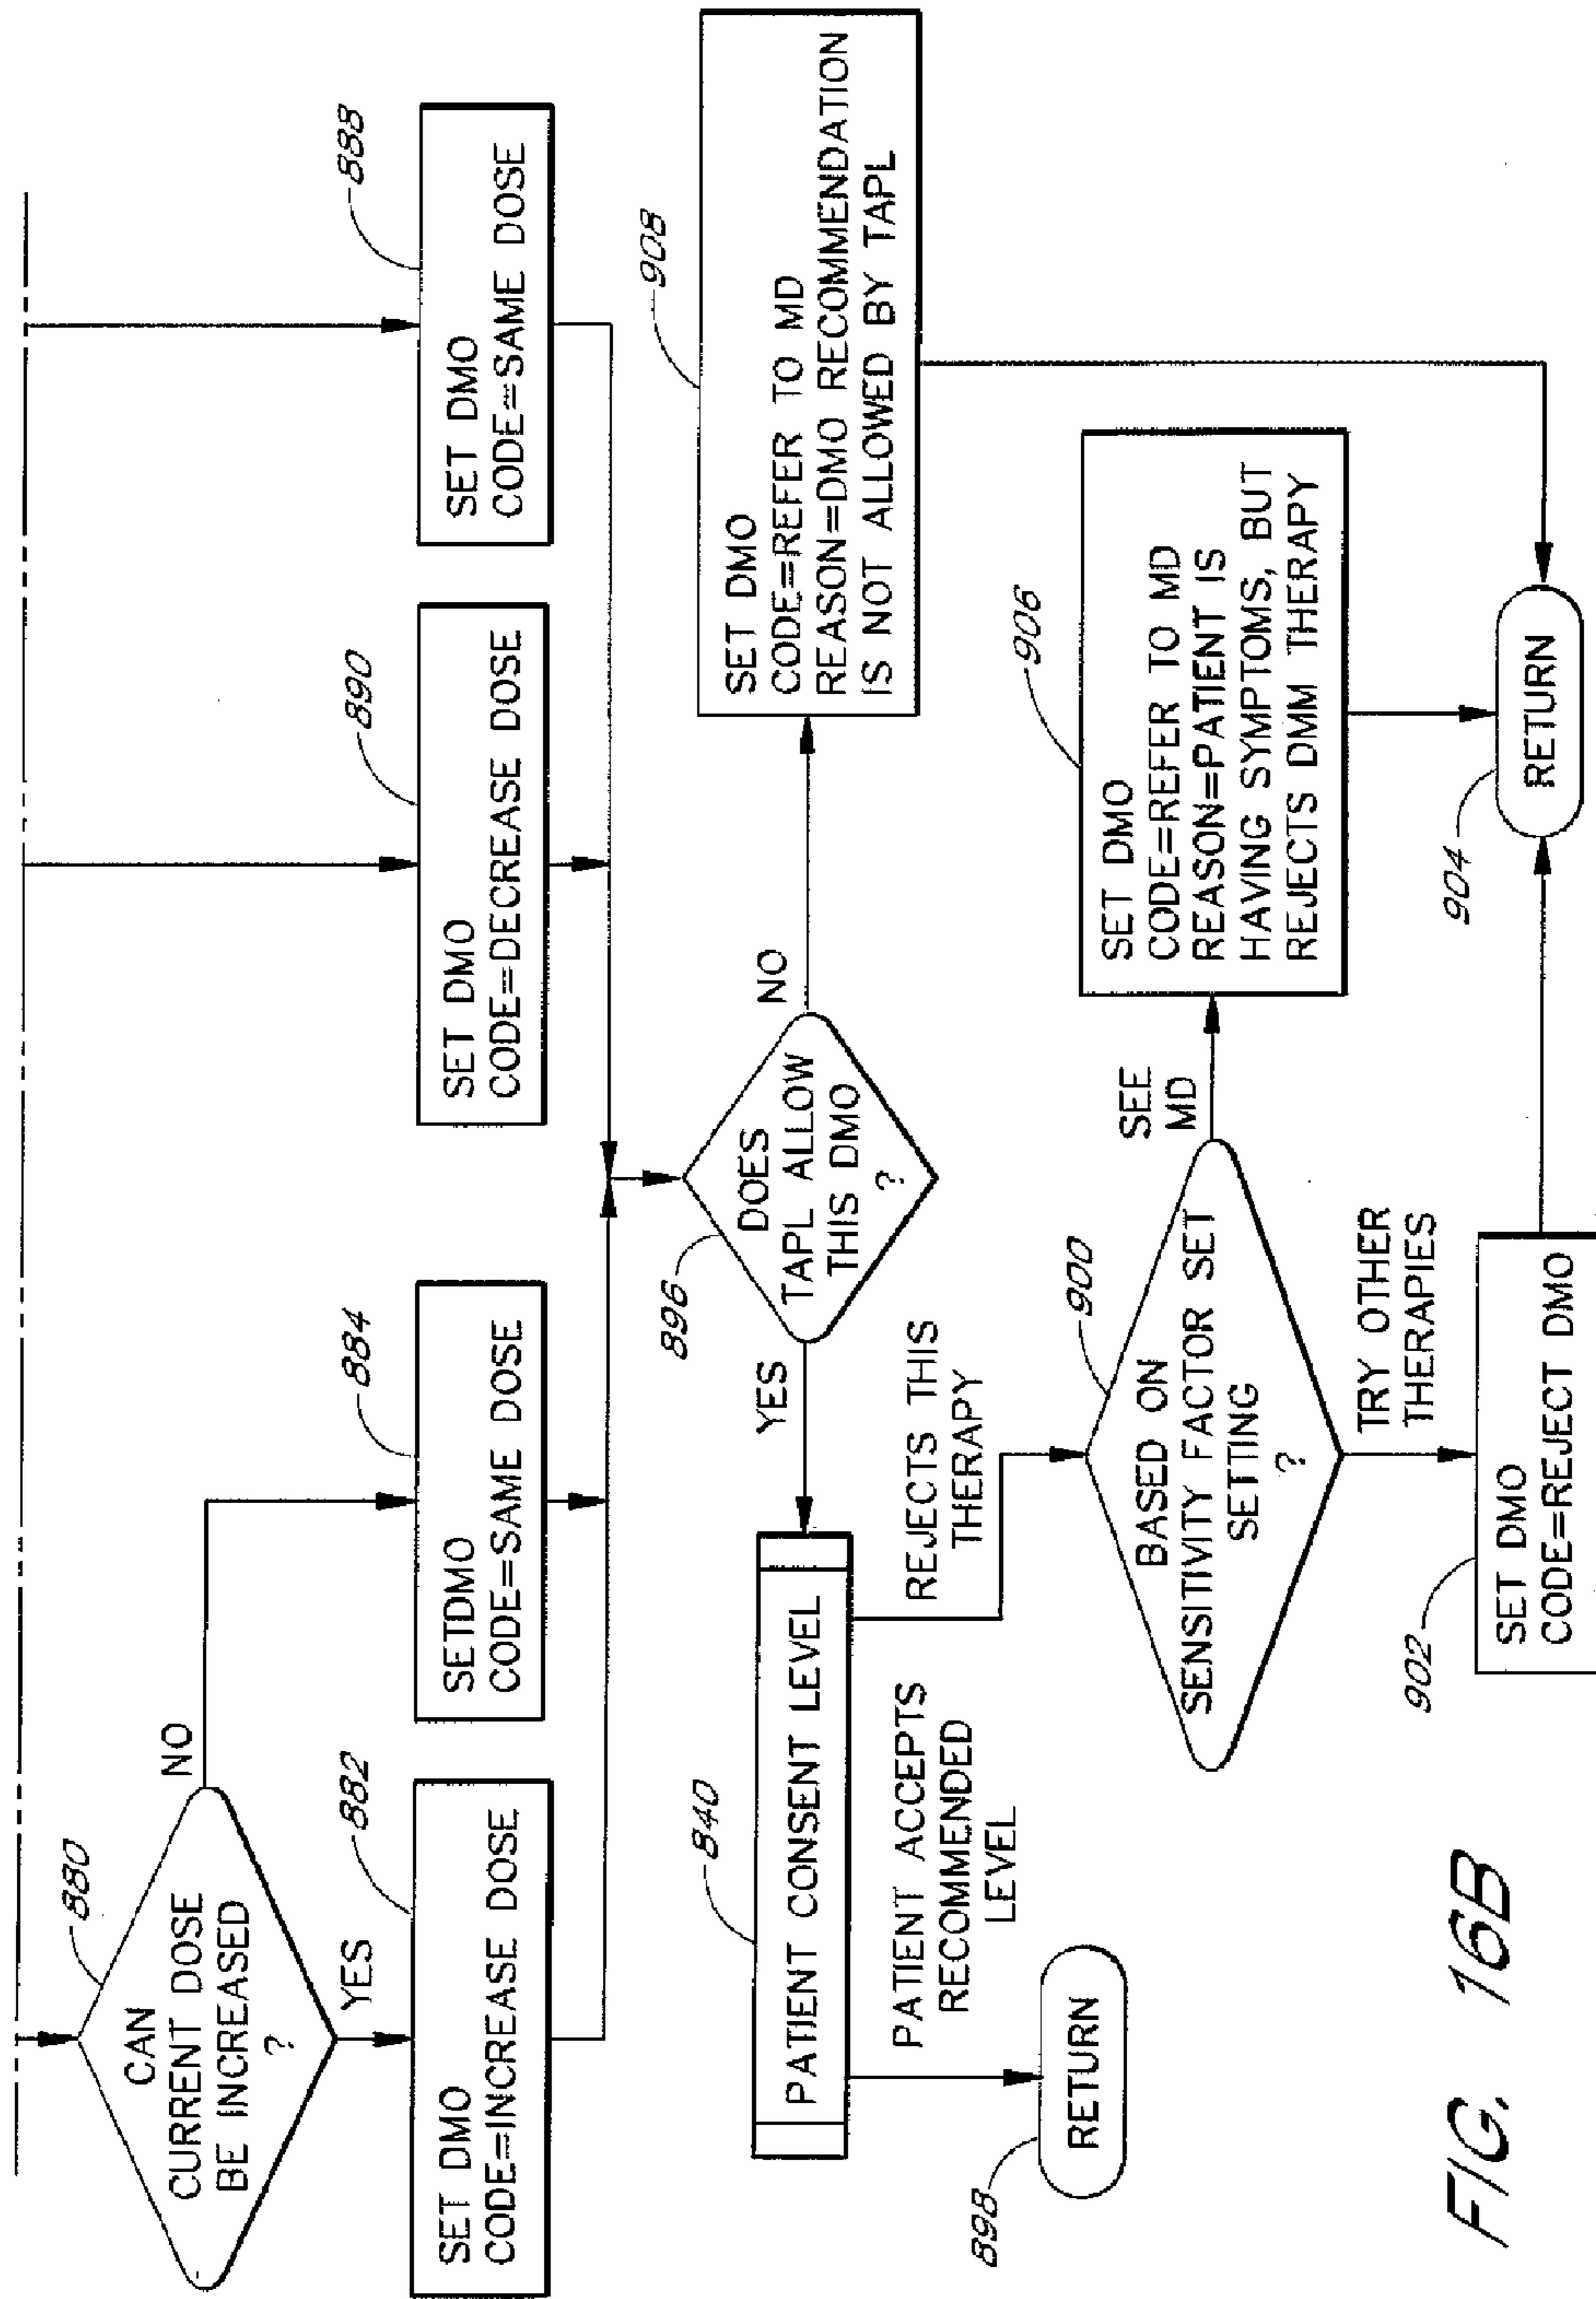 880
CAN
CURRENT DOSE
BE INCREASED
?
NO
YES
882
SET DMO
CODE=INCREASE DOSE
884
SETDMO
CODE=SAME DOSE
890
SET DMO
CODE=DECREASE DOSE
888
SET DMO
CODE=SAME DOSE
896
DOES
TAPL ALLOW
THIS DMO
?
NO
YES
908
SET DMO
CODE=REFER TO MD
REASON=DMO RECOMMENDATION
IS NOT ALLOWED BY TAPL
840
PATIENT CONSENT LEVEL
REJECTS THIS
THERAPY
PATIENT ACCEPTS
RECOMMENDED
LEVEL
898
RETURN
900
BASED ON
SENSITIVITY FACTOR SET
SETTING
?
SEE
MD
TRY OTHER
THERAPIES
906
SET DMO
CODE=REFER TO MD
REASON=PATIENT IS
HAVING SYMPTOMS, BUT
REJECTS DMM THERAPY
902
SET DMO
CODE=REJECT DMO
904
RETURN
FIG. 16B